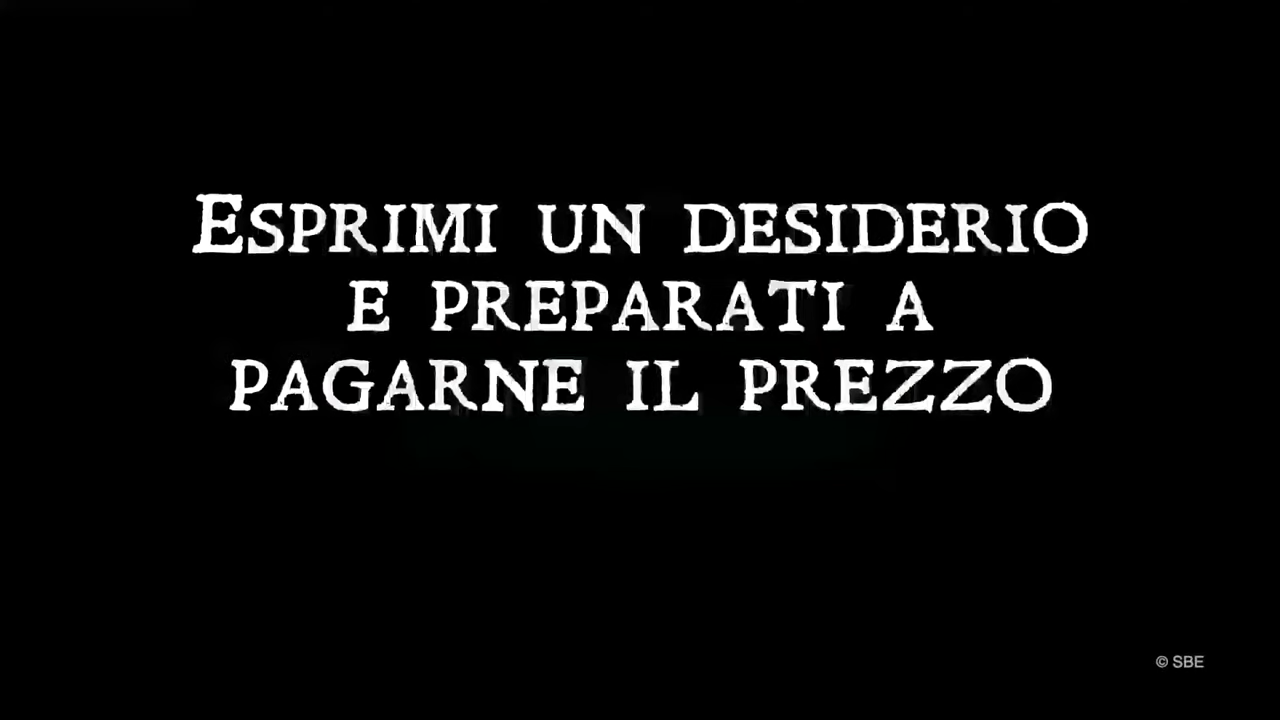 Esprimi un desiderio
e preparati a
pagarne il prezzo
© SBE